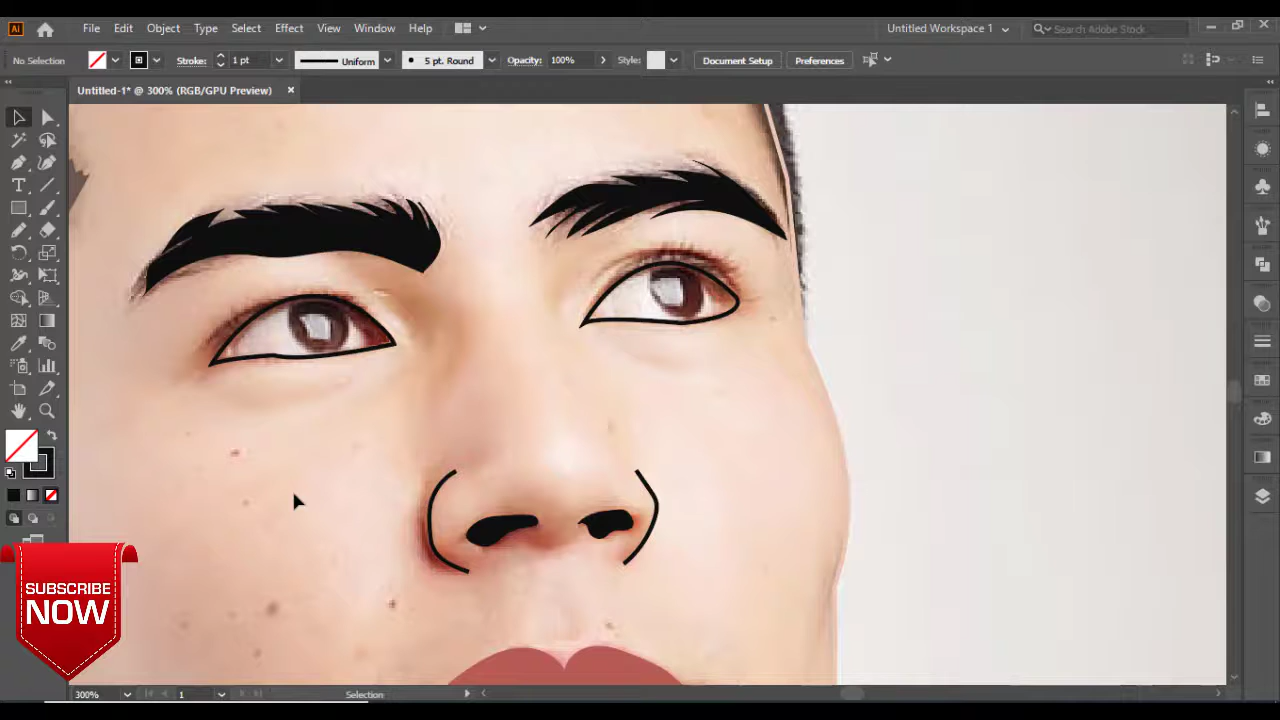 Ai File Edit Object Type Select Effect View Window Help Untitled Workspace 1 Search Adobe Stock
No Selection Stroke: 1 pt Uniform 5 pt. Round Opacity: 100% Style: Document Setup Preferences
Untitled-1* @ 300% (RGB/GPU Preview) ×
SUBSCRIBE
NOW
300% 1 Selection